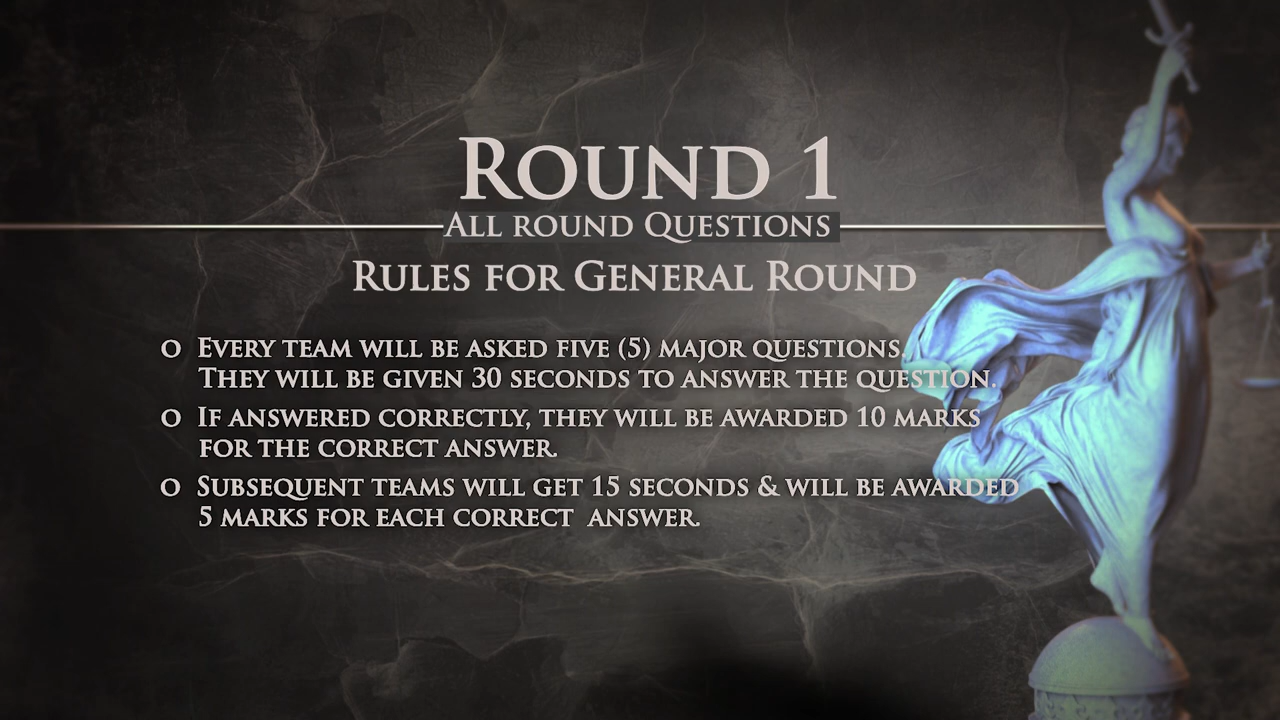 Round 1
All round Questions
Rules for General Round
o Every team will be asked five (5) major questions.
They will be given 30 seconds to answer the question.
o If answered correctly, they will be awarded 10 marks
for the correct answer.
o Subsequent teams will get 15 seconds & will be awarded
5 marks for each correct answer.